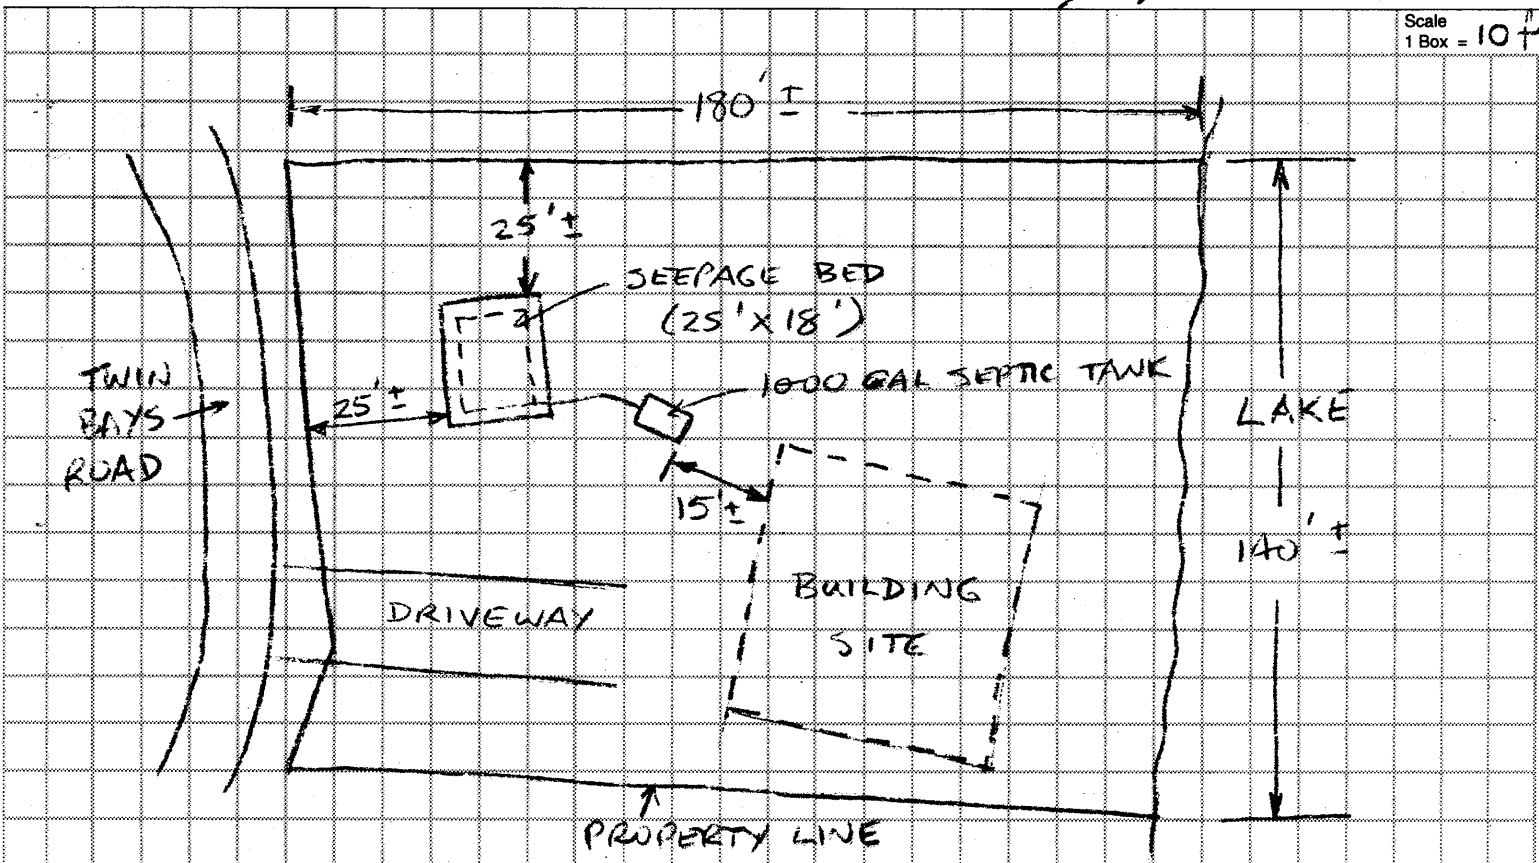 Scale
1 Box = 10 ft
180' ±
25' ±
SEEPAGE BED
(25' X 18')
1000 GAL SEPTIC TANK
TWIN
BAYS
ROAD
25' ±
LAKE
15' ±
140' ±
BUILDING
SITE
DRIVEWAY
PROPERTY LINE